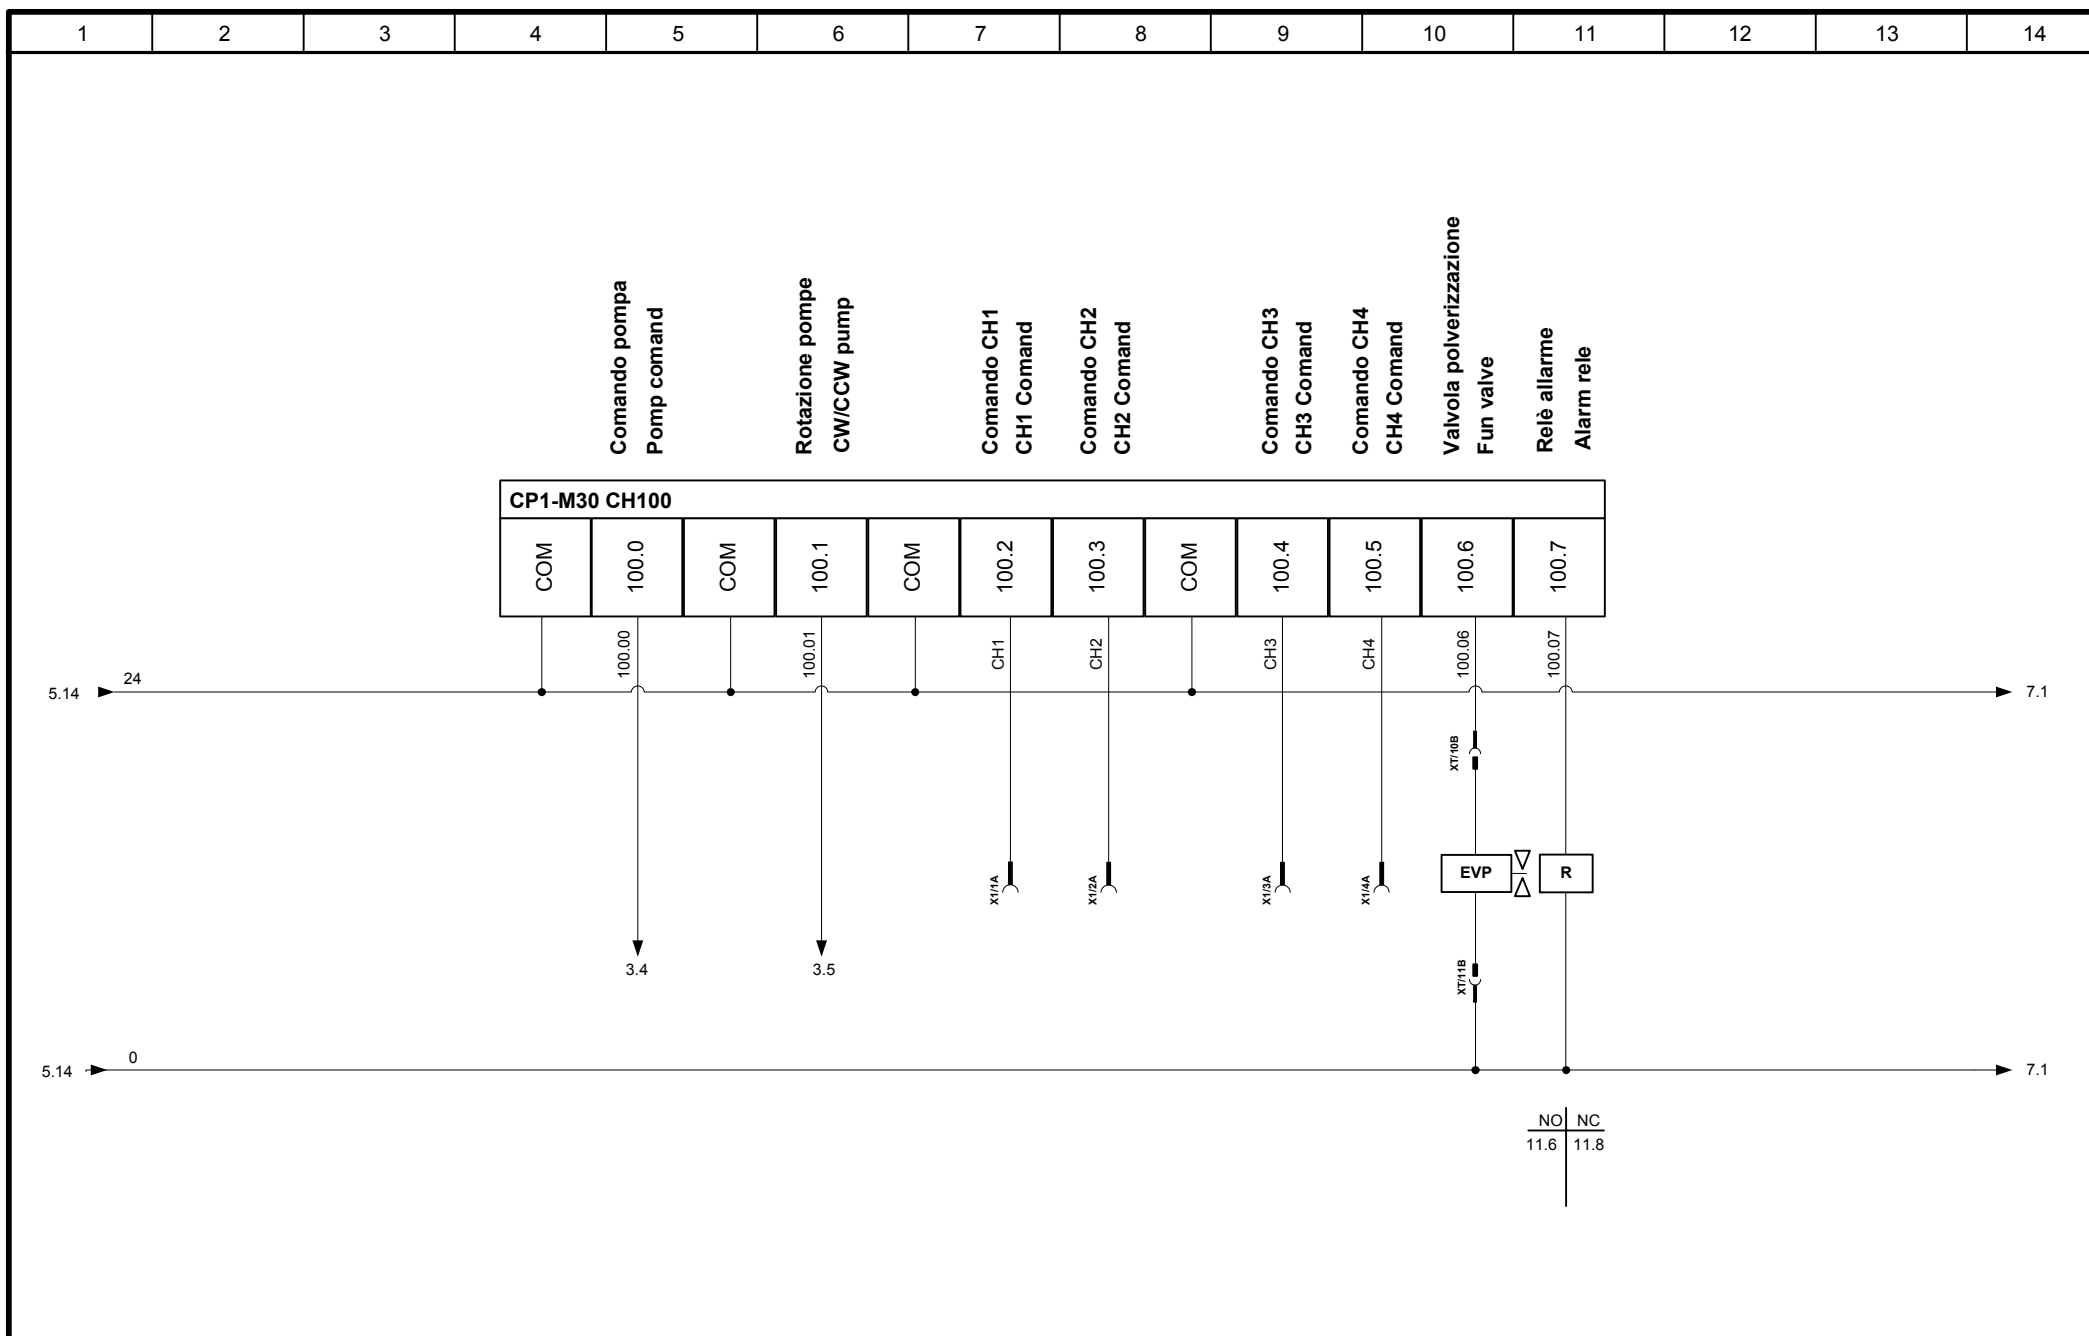 1 2 3 4 5 6 7 8 9 10 11 12 13 14
Comando pompa
Pomp comand
Rotazione pompe
CW/CCW pump
Comando CH1
CH1 Comand
Comando CH2
CH2 Comand
Comando CH3
CH3 Comand
Comando CH4
CH4 Comand
Valvola polverizzazione
Fun valve
Relè allarme
Alarm rele
CP1-M30 CH100
COM 100.0 COM 100.1 COM 100.2 100.3 COM 100.4 100.5 100.6 100.7
100.00 100.01 CH1 CH2 CH3 CH4 100.06 100.07
5.14 24 7.1
XT/10B
X1/1A X1/2A X1/3A X1/4A EVP R
XT/11B
3.4 3.5
5.14 0 7.1
NO NC
11.6 11.8